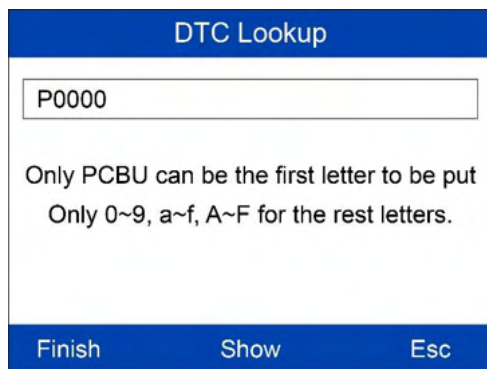 DTC Lookup
P0000
Only PCBU can be the first letter to be put
Only 0~9, a~f, A~F for the rest letters.
Finish Show Esc